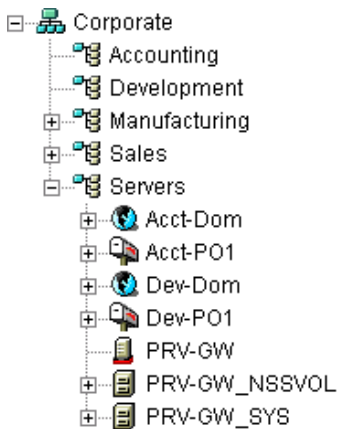 Corporate
Accounting
Development
Manufacturing
Sales
Servers
Acct-Dom
Acct-PO1
Dev-Dom
Dev-PO1
PRV-GW
PRV-GW_NSSVOL
PRV-GW_SYS